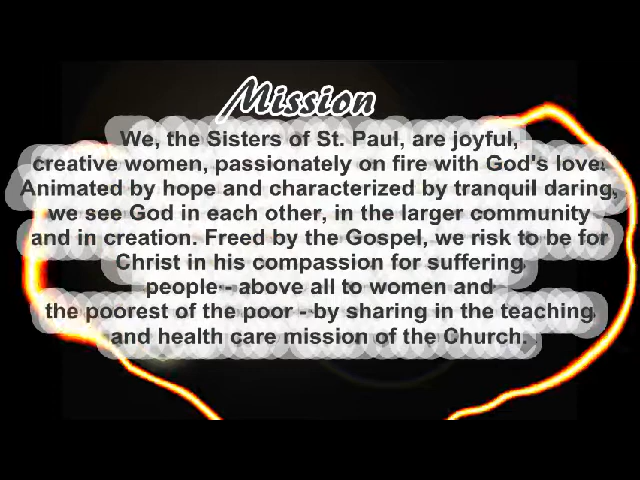 Mission
We, the Sisters of St. Paul, are joyful,
creative women, passionately on fire with God's love.
Animated by hope and characterized by tranquil daring,
we see God in each other, in the larger community
and in creation. Freed by the Gospel, we risk to be for
Christ in his compassion for suffering
people - above all to women and
the poorest of the poor - by sharing in the teaching
and health care mission of the Church.